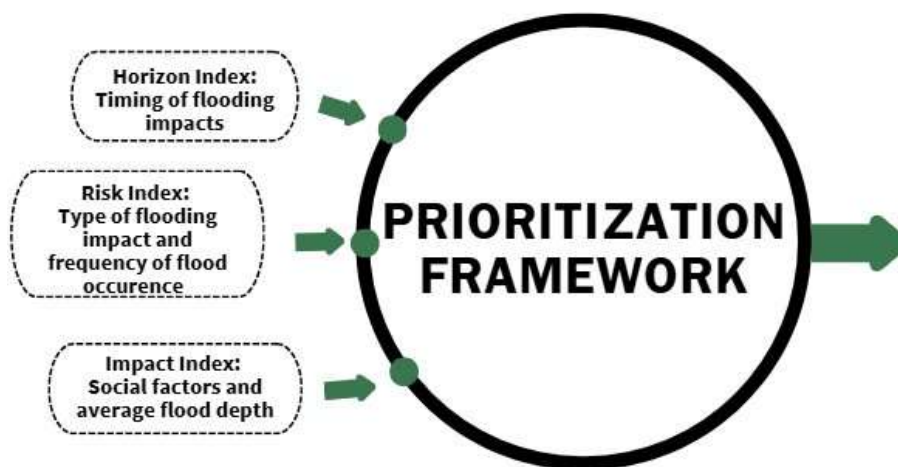 Horizon Index:
Timing of flooding
impacts
Risk Index:
Type of flooding
impact and
frequency of flood
occurence
Impact Index:
Social factors and
average flood depth
PRIORITIZATION
FRAMEWORK